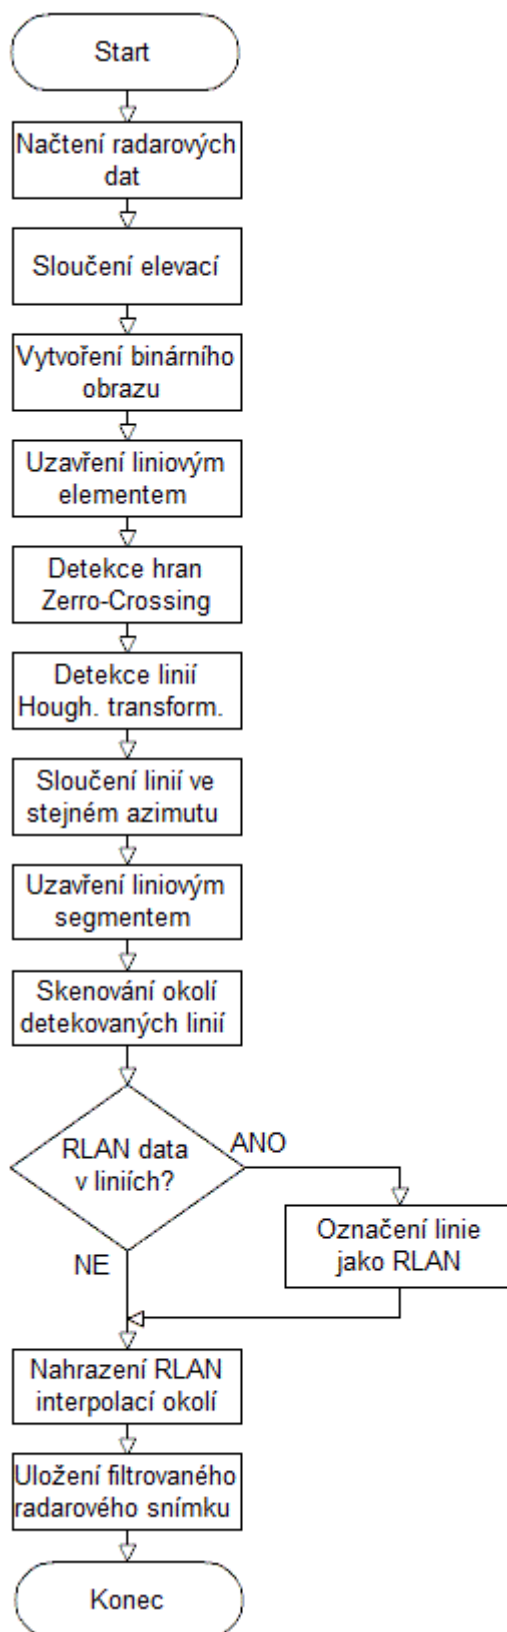 Start
Načtení radarových
dat
Sloučení elevací
Vytvoření binárního
obrazu
Uzavření liniovým
elementem
Detekce hran
Zerro-Crossing
Detekce linií
Hough. transform.
Sloučení linií ve
stejném azimutu
Uzavření liniovým
segmentem
Skenování okolí
detekovaných linií
RLAN data
v liniích?
ANO
Označení linie
jako RLAN
NE
Nahrazení RLAN
interpolací okolí
Uložení filtrovaného
radarového snímku
Konec